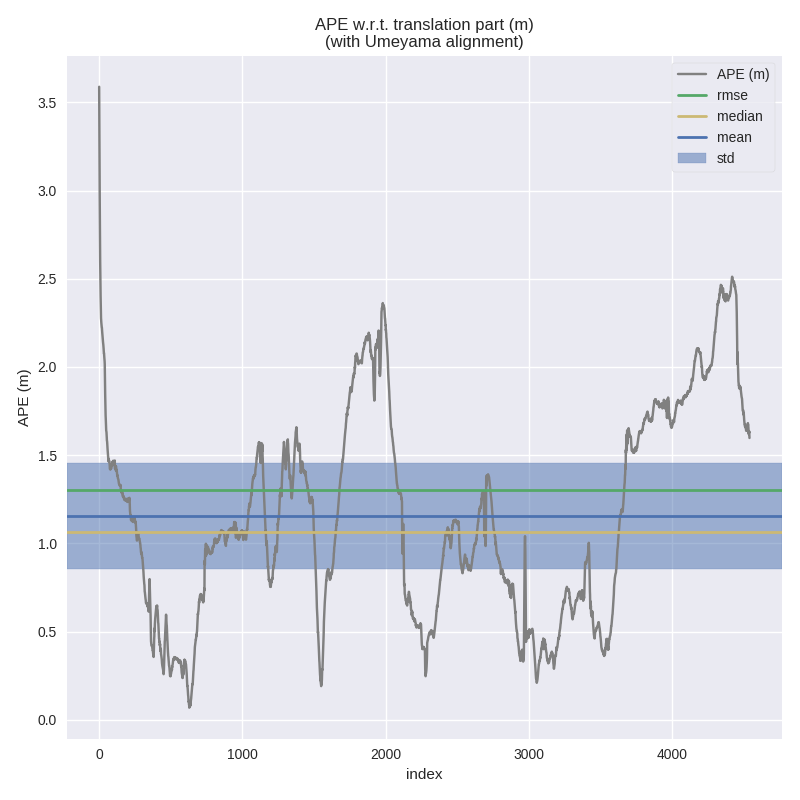 APE w.r.t. translation part (m)
(with Umeyama alignment)
APE (m)
rmse
median
mean
std
3.5
3.0
2.5
2.0
1.5
1.0
0.5
0.0
APE (m)
0
1000
2000
3000
4000
index